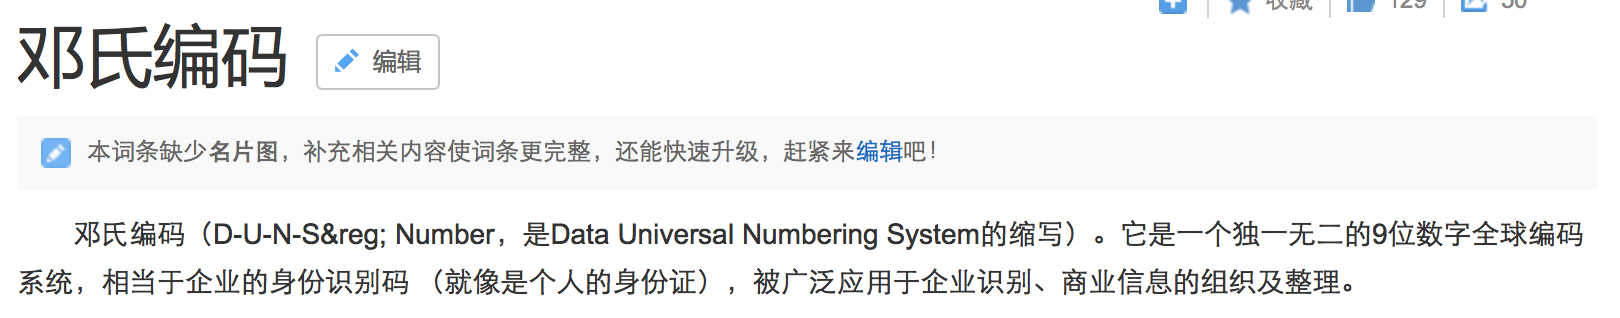 收藏 129 50
邓氏编码 编辑
本词条缺少名片图，补充相关内容使词条更完整，还能快速升级，赶紧来编辑吧！
邓氏编码（D-U-N-S&reg; Number，是Data Universal Numbering System的缩写）。它是一个独一无二的9位数字全球编码
系统，相当于企业的身份识别码 （就像是个人的身份证），被广泛应用于企业识别、商业信息的组织及整理。